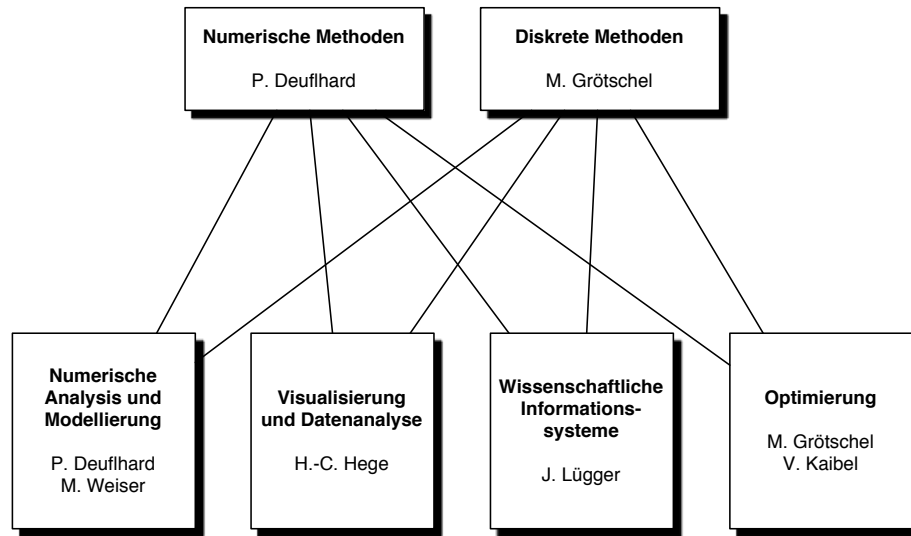 Numerische Methoden
P. Deuflhard
Diskrete Methoden
M. Grötschel
Numerische
Analysis und
Modellierung
P. Deuflhard
M. Weiser
Visualisierung
und Datenanalyse
H.-C. Hege
Wissenschaftliche
Informations-
systeme
J. Lügger
Optimierung
M. Grötschel
V. Kaibel